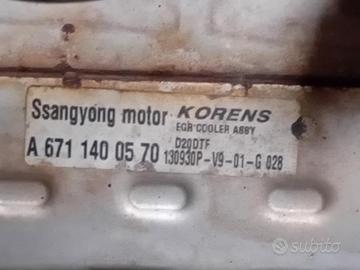 Ssangyong motor KORENS
EGR COOLER ASSY
A 671 140 05 70 D20DTF
130930P-V9-01-G 028
subito